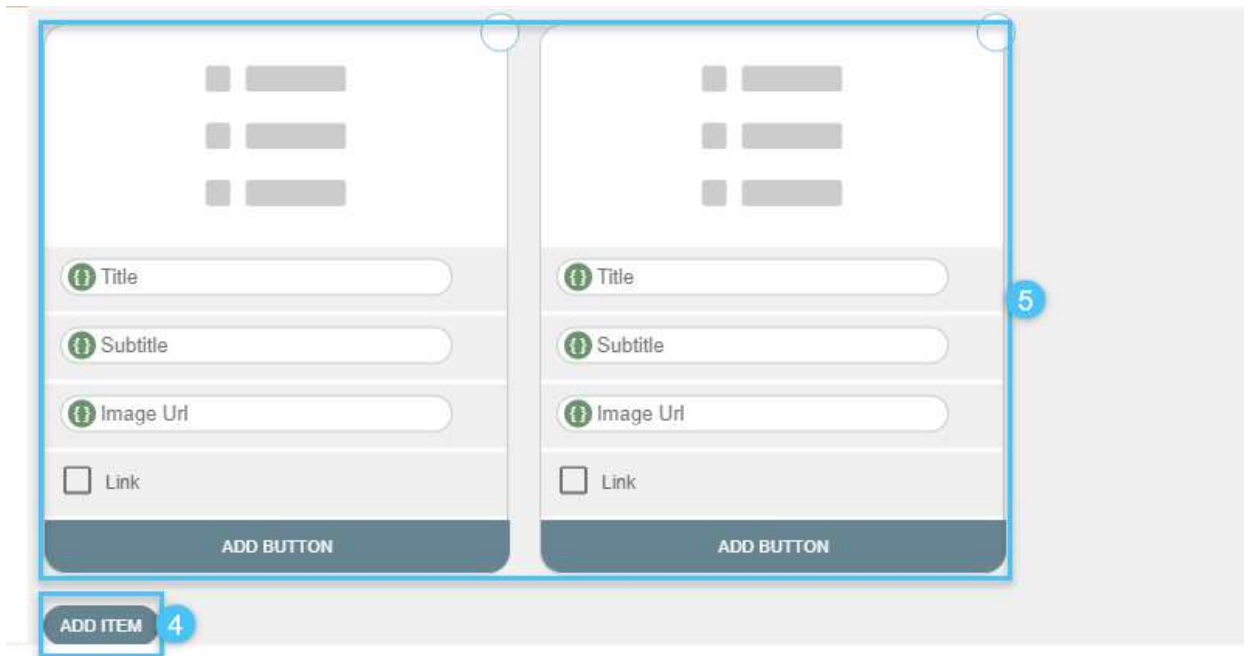 {} Title
{} Title
5
{} Subtitle
{} Subtitle
{} Image Url
{} Image Url
Link
Link
ADD BUTTON
ADD BUTTON
ADD ITEM
4